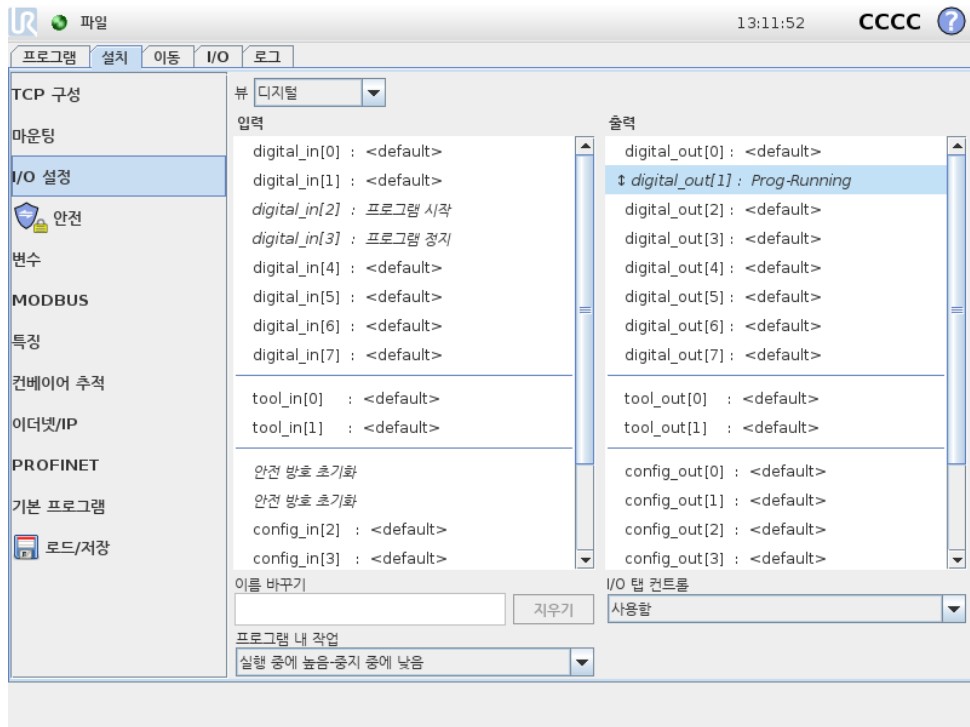 UR 파일 13:11:52 CCCC ?
프로그램 설치 이동 I/O 로그
TCP 구성
마운팅
I/O 설정
안전
변수
MODBUS
특징
컨베이어 추적
이더넷/IP
PROFINET
기본 프로그램
로드/저장
뷰 디지털
입력
digital_in[0] : <default>
digital_in[1] : <default>
digital_in[2] : 프로그램 시작
digital_in[3] : 프로그램 정지
digital_in[4] : <default>
digital_in[5] : <default>
digital_in[6] : <default>
digital_in[7] : <default>
tool_in[0] : <default>
tool_in[1] : <default>
안전 방호 초기화
안전 방호 초기화
config_in[2] : <default>
config_in[3] : <default>
출력
digital_out[0] : <default>
↕ digital_out[1] : Prog-Running
digital_out[2] : <default>
digital_out[3] : <default>
digital_out[4] : <default>
digital_out[5] : <default>
digital_out[6] : <default>
digital_out[7] : <default>
tool_out[0] : <default>
tool_out[1] : <default>
config_out[0] : <default>
config_out[1] : <default>
config_out[2] : <default>
config_out[3] : <default>
이름 바꾸기
지우기
프로그램 내 작업
실행 중에 높음-중지 중에 낮음
I/O 탭 컨트롤
사용함